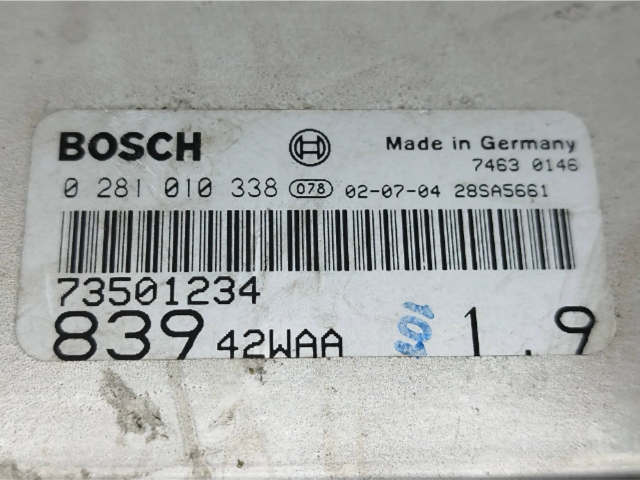 BOSCH Made in Germany
7463 0146
0 281 010 338 078 02-07-04 28SA5661
73501234
839 42WAA 1.9